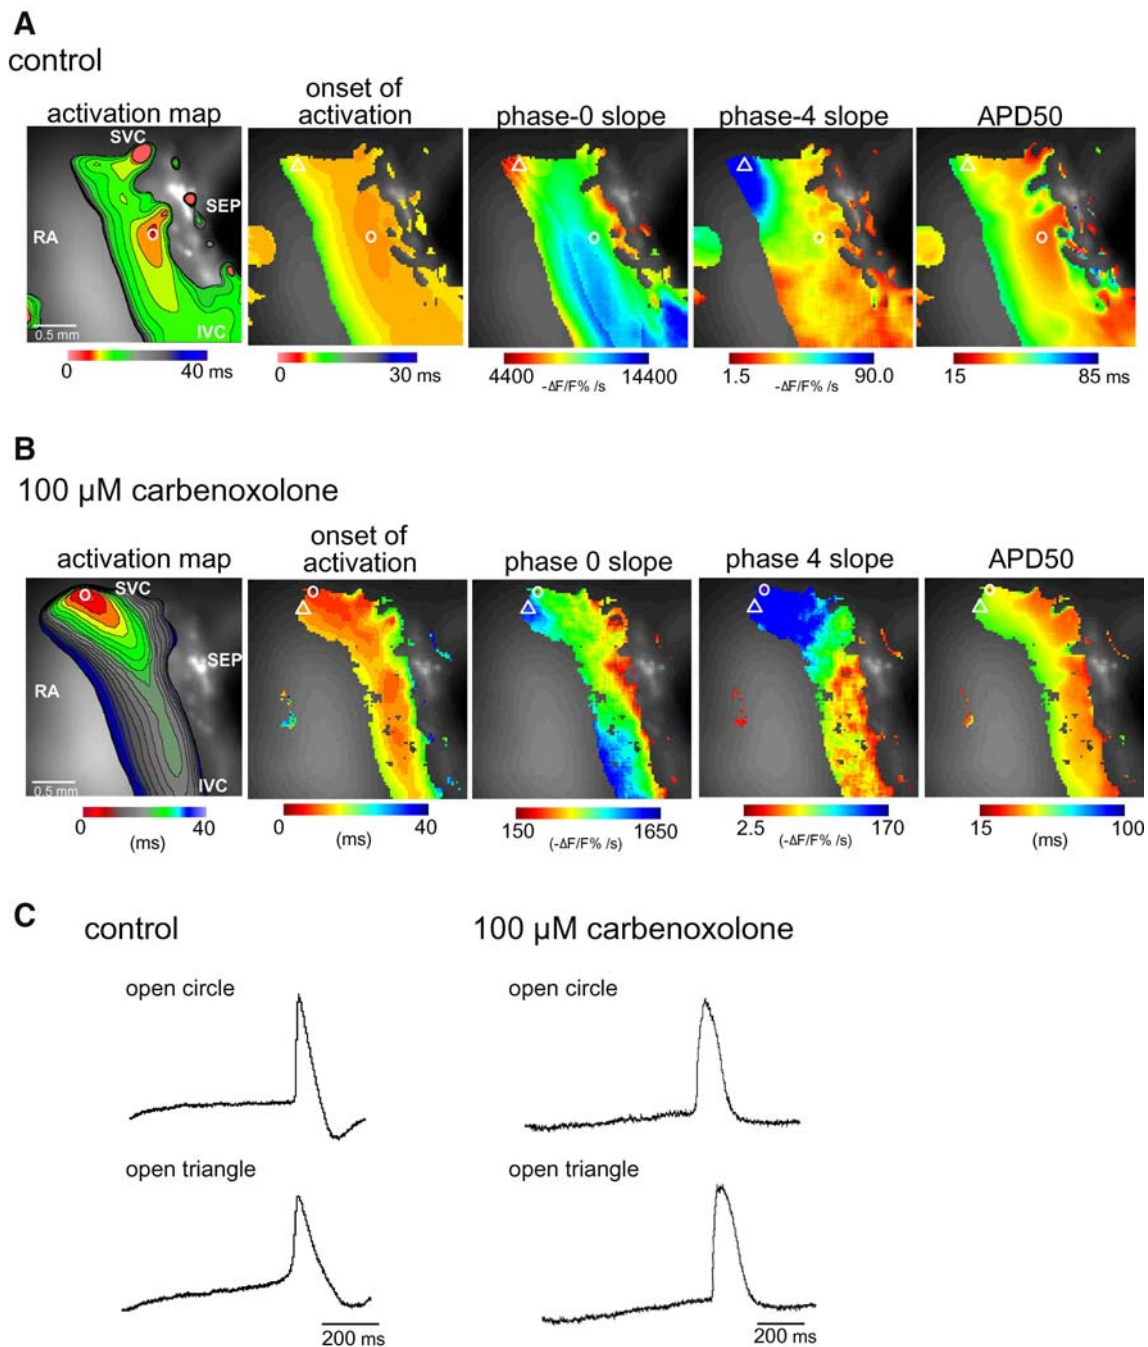 A
control
activation map
onset of
activation
phase-0 slope
phase-4 slope
APD50
SVC
SEP
RA
IVC
0.5 mm
0 40 ms
0 30 ms
4400 14400
-ΔF/F% /s
1.5 90.0
-ΔF/F% /s
15 85 ms
B
100 µM carbenoxolone
activation map
onset of
activation
phase 0 slope
phase 4 slope
APD50
SVC
SEP
RA
IVC
0.5 mm
0 40
(ms)
0 40
(ms)
150 1650
(-ΔF/F% /s)
2.5 170
(-ΔF/F% /s)
15 100
(ms)
C
control
100 µM carbenoxolone
open circle
open circle
open triangle
open triangle
200 ms
200 ms